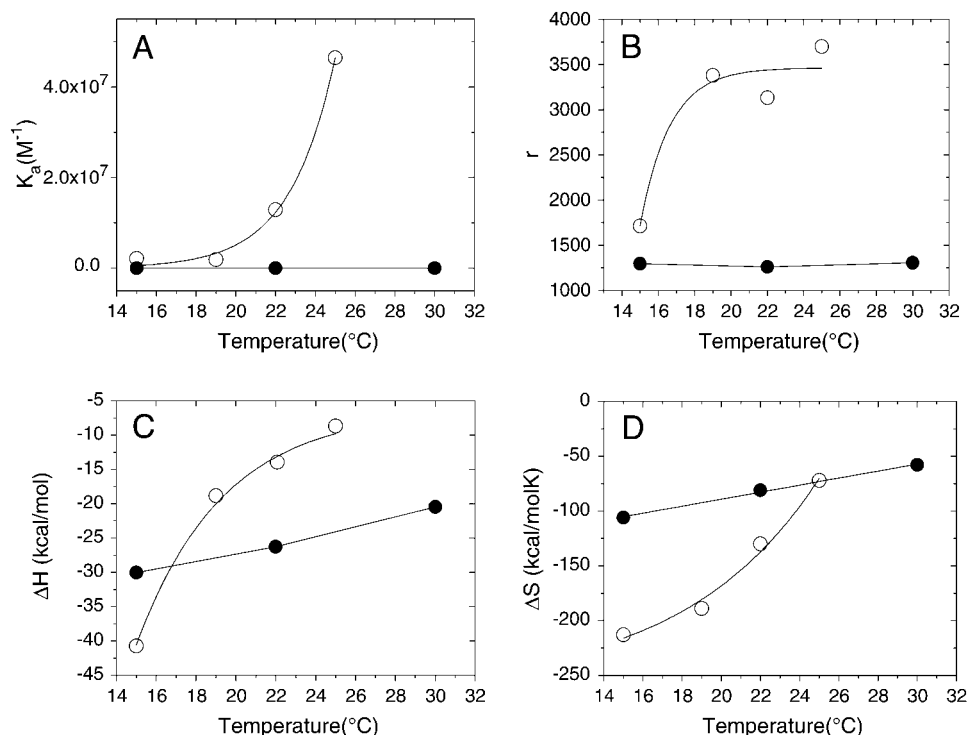 A
K_a(M^-1)
4.0x10^7
2.0x10^7
0.0
14 16 18 20 22 24 26 28 30 32
Temperature(°C)
B
r
4000
3500
3000
2500
2000
1500
1000
14 16 18 20 22 24 26 28 30 32
Temperature(°C)
C
ΔH (kcal/mol)
-5
-10
-15
-20
-25
-30
-35
-40
-45
14 16 18 20 22 24 26 28 30 32
Temperature(°C)
D
ΔS (kcal/molK)
0
-50
-100
-150
-200
-250
14 16 18 20 22 24 26 28 30 32
Temperature(°C)